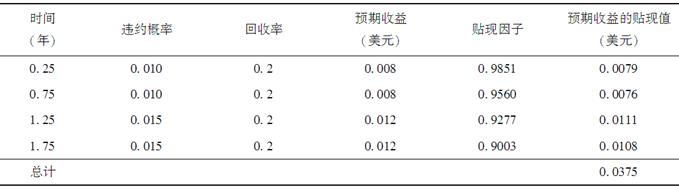 时间（年） 违约概率 回收率 预期收益（美元） 贴现因子 预期收益的贴现值（美元）
0.25 0.010 0.2 0.008 0.9851 0.0079
0.75 0.010 0.2 0.008 0.9560 0.0076
1.25 0.015 0.2 0.012 0.9277 0.0111
1.75 0.015 0.2 0.012 0.9003 0.0108
总计 0.0375